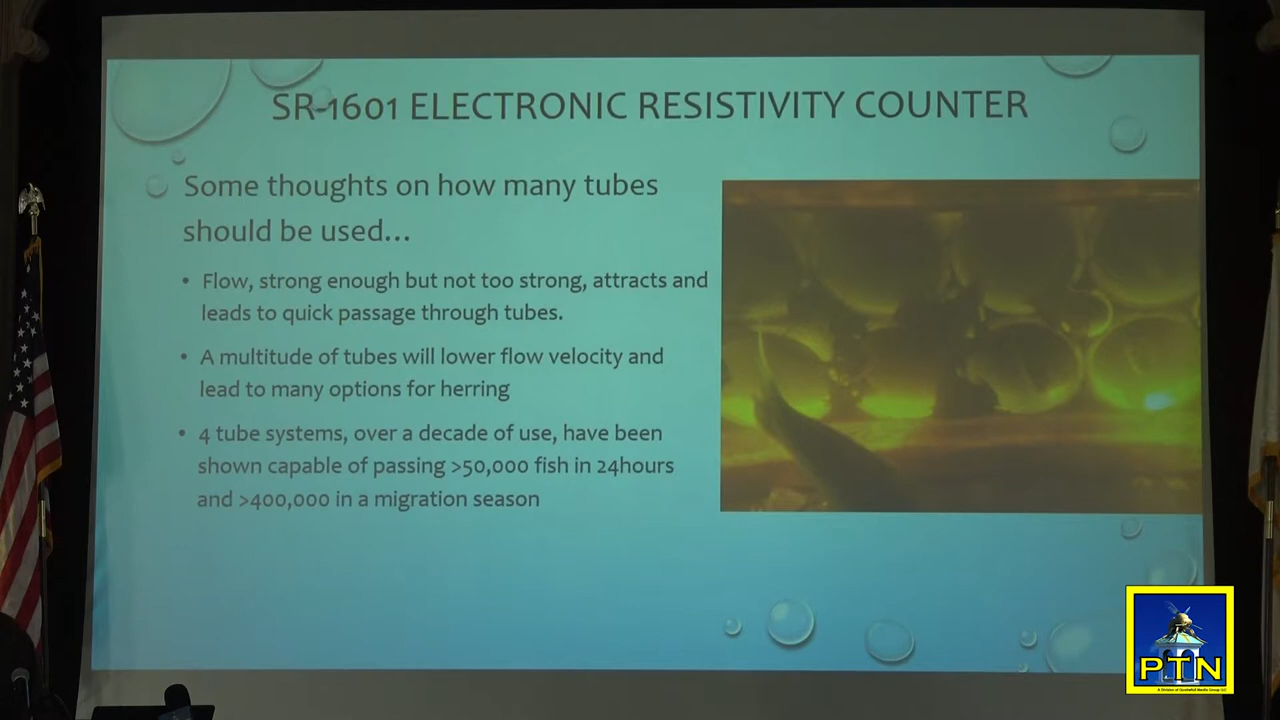 SR-1601 ELECTRONIC RESISTIVITY COUNTER
Some thoughts on how many tubes
should be used...
• Flow, strong enough but not too strong, attracts and
leads to quick passage through tubes.
• A multitude of tubes will lower flow velocity and
lead to many options for herring
• 4 tube systems, over a decade of use, have been
shown capable of passing >50,000 fish in 24hours
and >400,000 in a migration season
PTN